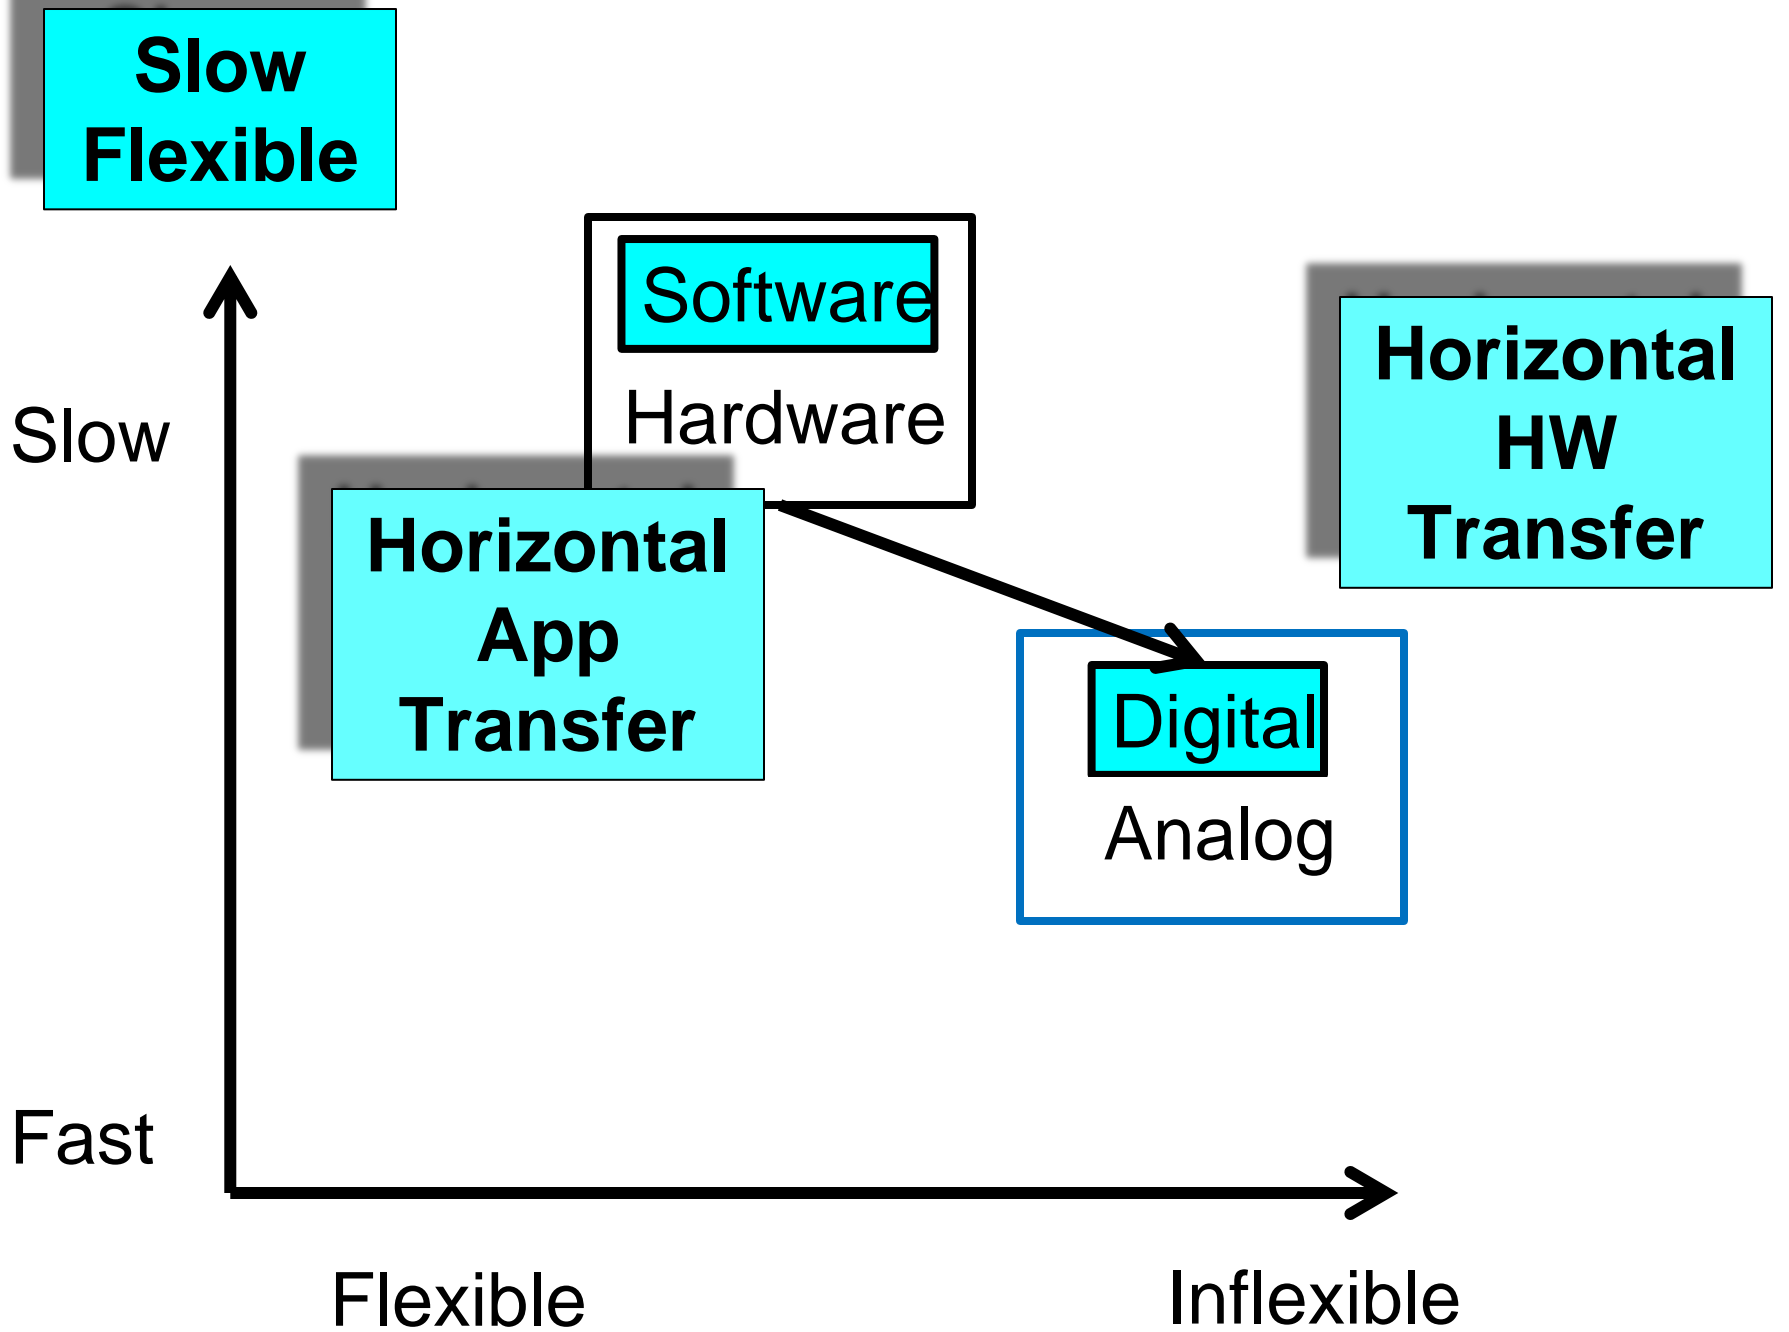 Slow
Flexible
Software
Hardware
Horizontal
HW
Transfer
Slow
Horizontal
App
Transfer
Digital
Analog
Fast
Flexible
Inflexible